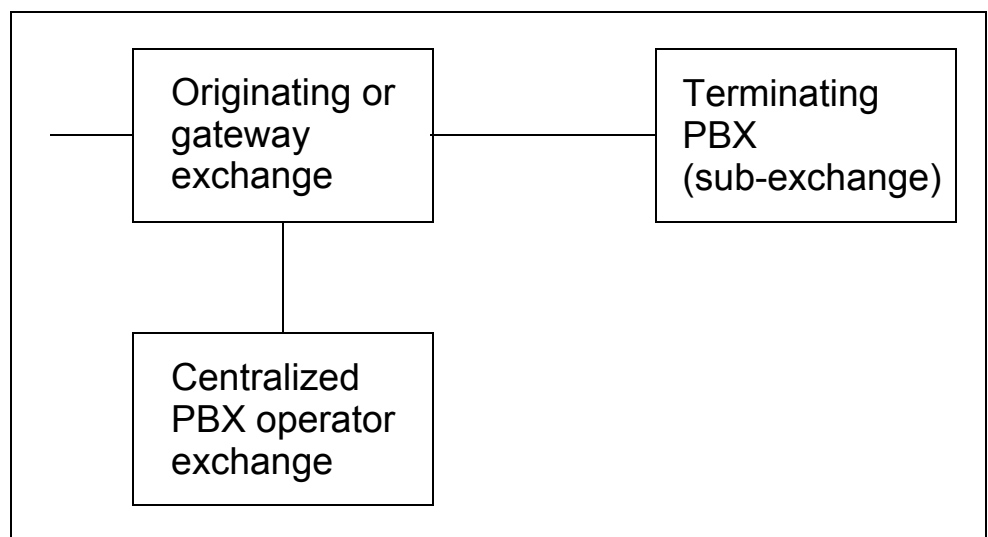 Originating or
gateway
exchange
Terminating
PBX
(sub-exchange)
Centralized
PBX operator
exchange